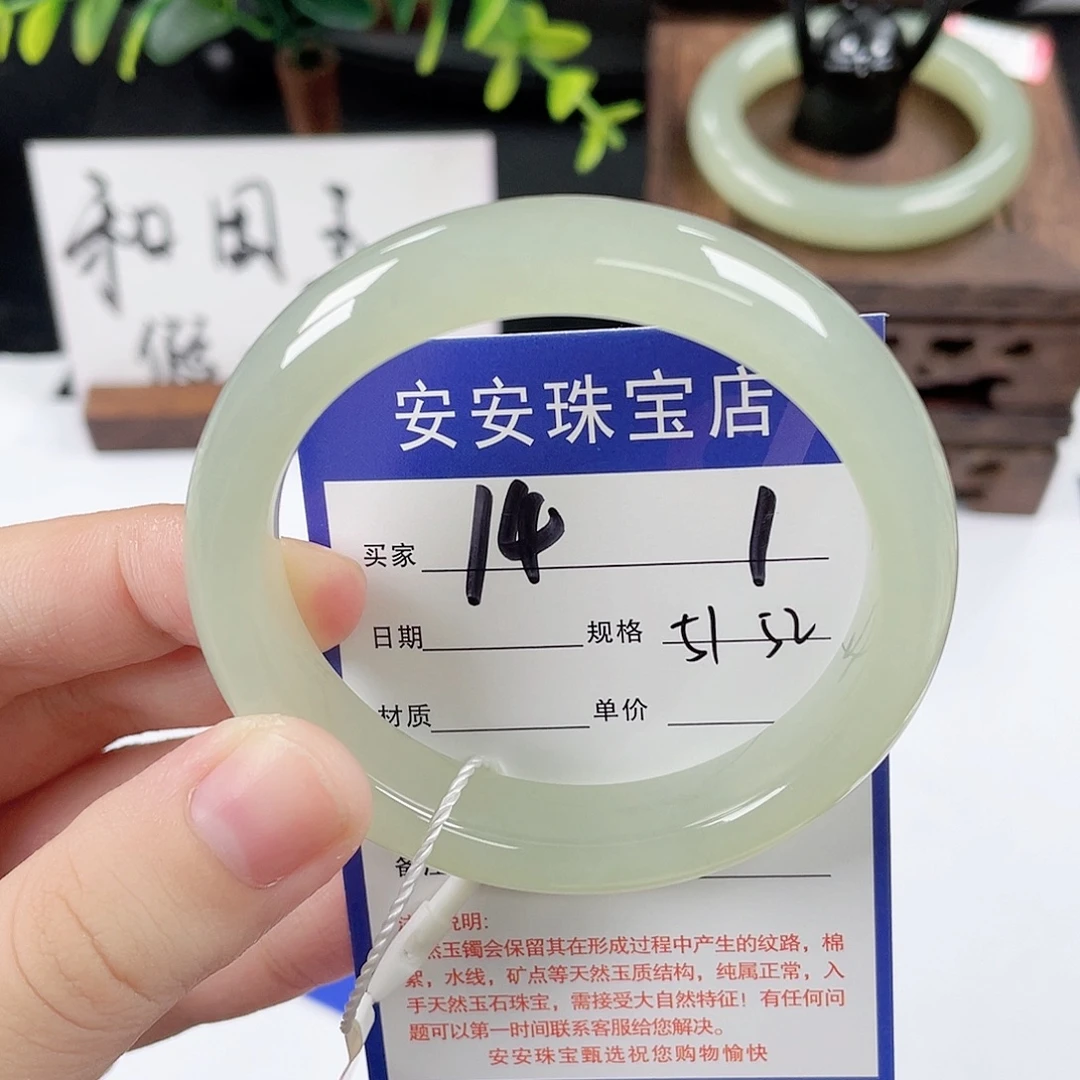 和田玉
安安珠宝店
买家 14 1
日期 规格 51 52
材质 单价
备注
说明:
然玉镯会保留其在形成过程中产生的纹路，棉
絮，水线，矿点等天然玉质结构，纯属正常，入
手天然玉石珠宝，需接受大自然特征！有任何问
题可以第一时间联系客服给您解决。
安安珠宝甄选祝您购物愉快